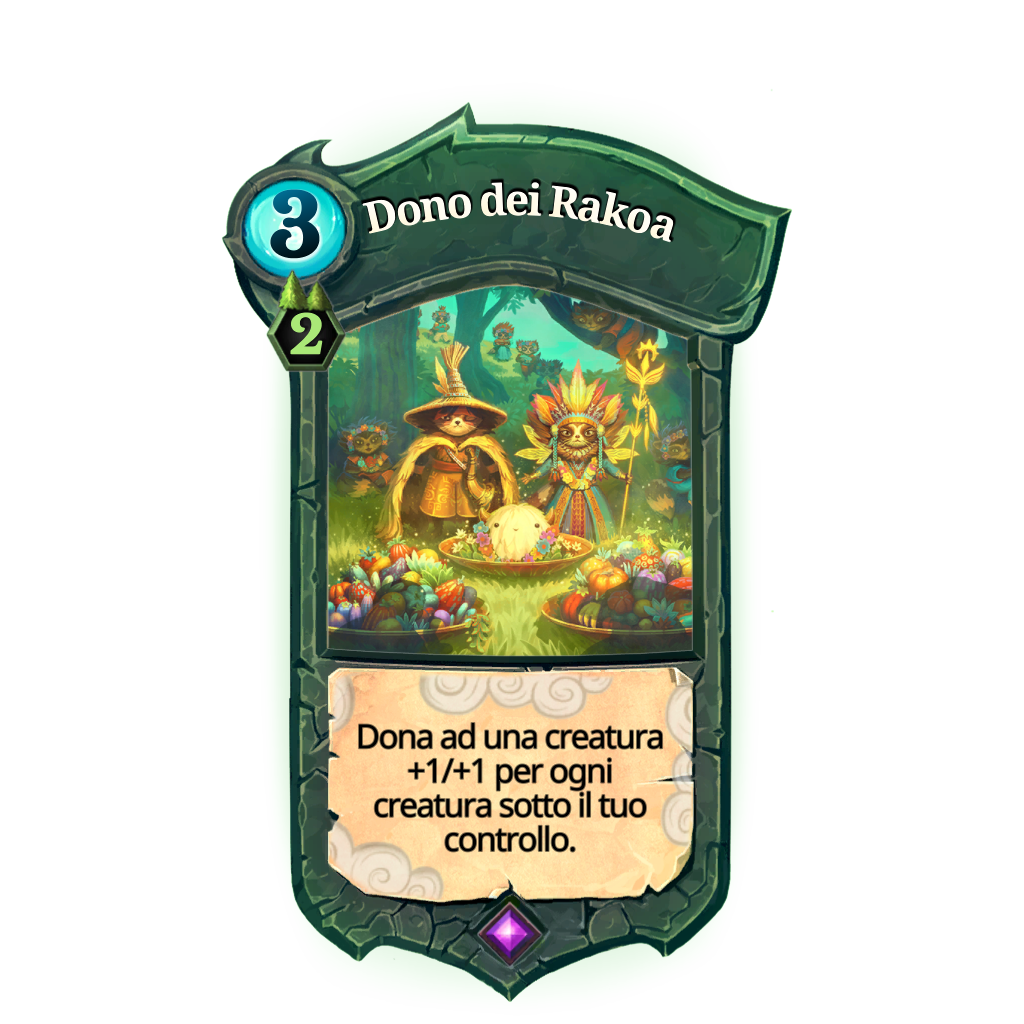 3
Dono dei Rakoa
2
Dona ad una creatura
+1/+1 per ogni
creatura sotto il tuo
controllo.